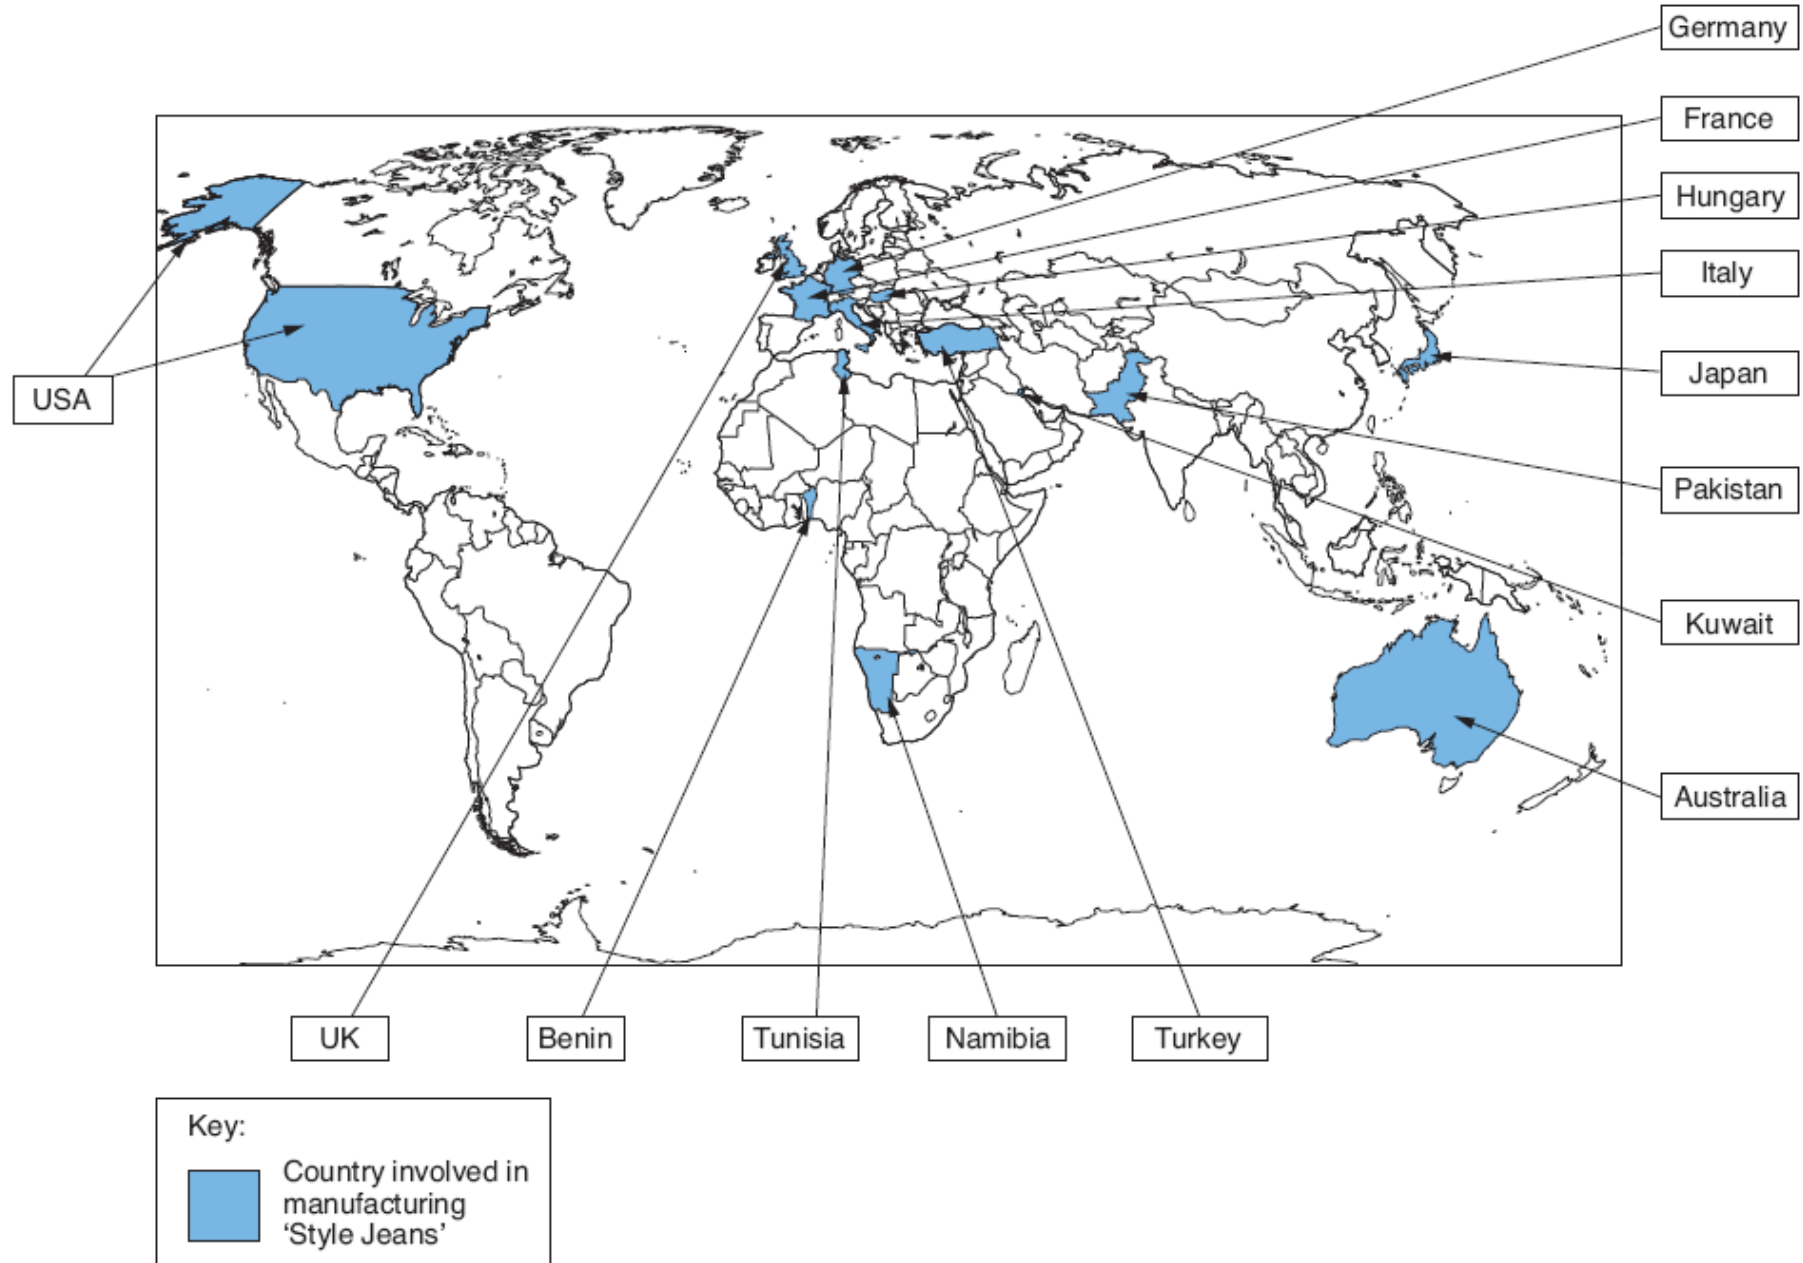 Germany
France
Hungary
Italy
USA
Japan
Pakistan
Kuwait
Australia
UK
Benin
Tunisia
Namibia
Turkey
Key:
Country involved in
manufacturing
‘Style Jeans’